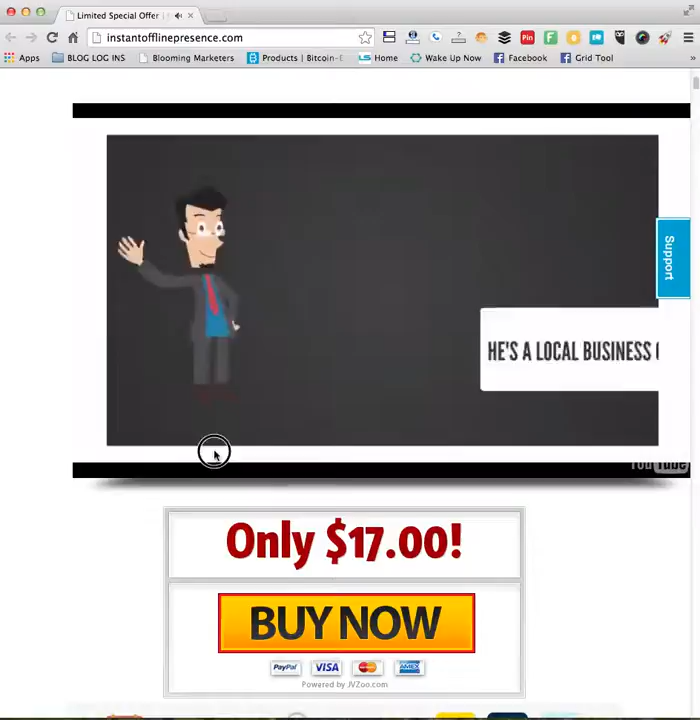 Limited Special Offer
instantofflinepresence.com
Apps BLOG LOG INS Blooming Marketers Products | Bitcoin-E Home Wake Up Now Facebook Grid Tool »
Support
HE'S A LOCAL BUSINESS
YouTube
Only $17.00!
BUY NOW
PayPal VISA MasterCard AMEX
Powered by JVZoo.com